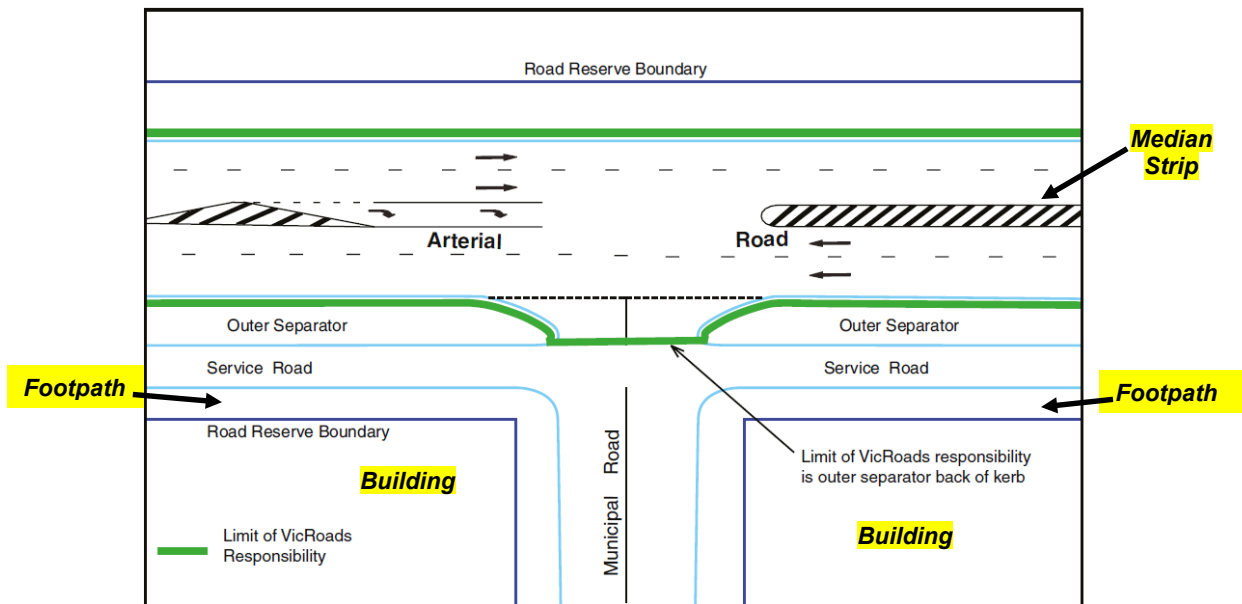 Road Reserve Boundary
Median
Strip
Arterial
Road
Outer Separator
Outer Separator
Service Road
Service Road
Footpath
Footpath
Road Reserve Boundary
Limit of VicRoads responsibility
is outer separator back of kerb
Building
Municipal Road
Building
Limit of VicRoads
Responsibility